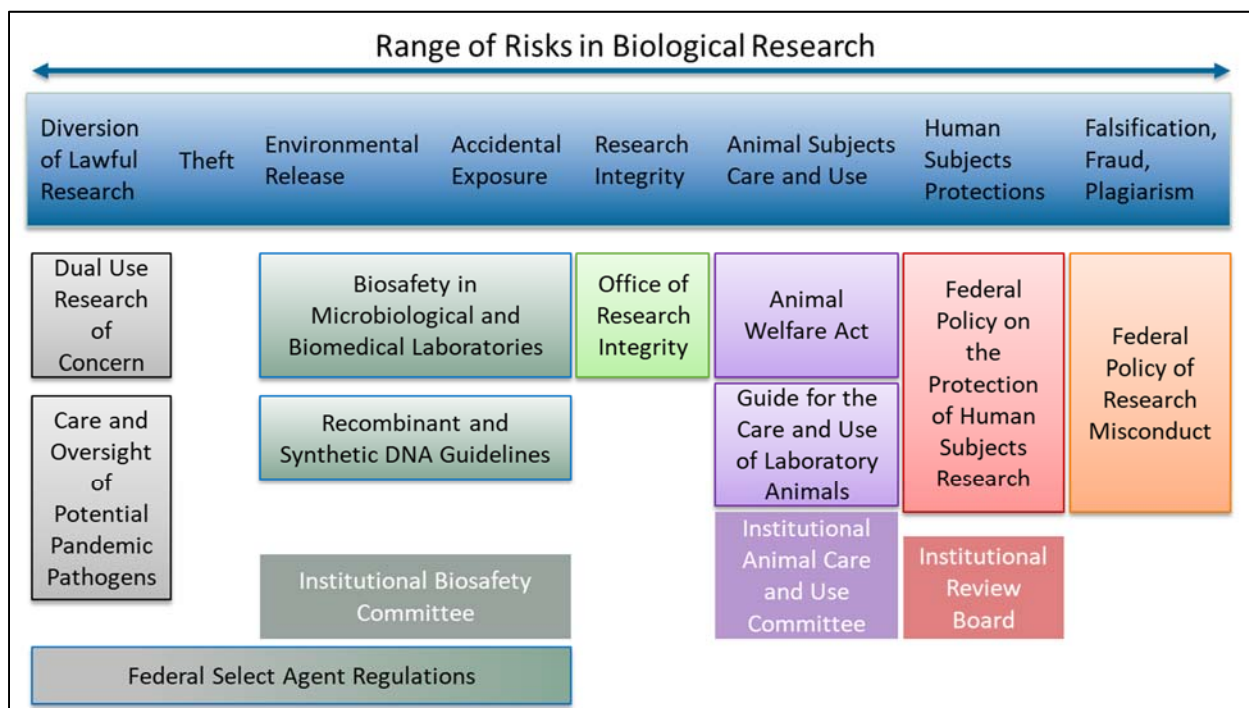 Range of Risks in Biological Research
Diversion
of Lawful
Research
Theft
Environmental
Release
Accidental
Exposure
Research
Integrity
Animal Subjects
Care and Use
Human
Subjects
Protections
Falsification,
Fraud,
Plagiarism
Dual Use
Research
of
Concern
Care and
Oversight
of
Potential
Pandemic
Pathogens
Biosafety in
Microbiological and
Biomedical Laboratories
Recombinant and
Synthetic DNA Guidelines
Institutional Biosafety
Committee
Federal Select Agent Regulations
Office of
Research
Integrity
Animal
Welfare Act
Guide for the
Care and Use
of Laboratory
Animals
Institutional
Animal Care
and Use
Committee
Federal
Policy on
the
Protection
of Human
Subjects
Research
Institutional
Review
Board
Federal
Policy of
Research
Misconduct